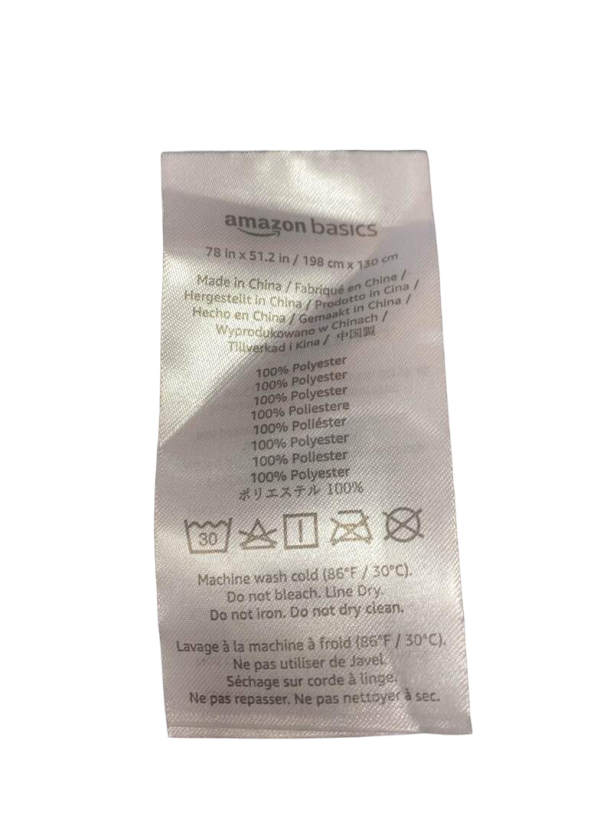 amazon basics
78 in x 51.2 in / 198 cm x 130 cm
Made in China / Fabriqué en Chine /
Hergestellt in China / Prodotto in Cina /
Hecho en China / Gemaakt in China /
Wyprodukowano w Chinach /
Tillverkad i Kina / 中国製
100% Polyester
100% Polyester
100% Polyester
100% Poliestere
100% Poliéster
100% Polyester
100% Poliester
100% Polyester
ポリエステル 100%
30
Machine wash cold (86°F / 30°C).
Do not bleach. Line Dry.
Do not iron. Do not dry clean.
Lavage à la machine à froid (86°F / 30°C).
Ne pas utiliser de Javel.
Séchage sur corde à linge.
Ne pas repasser. Ne pas nettoyer à sec.